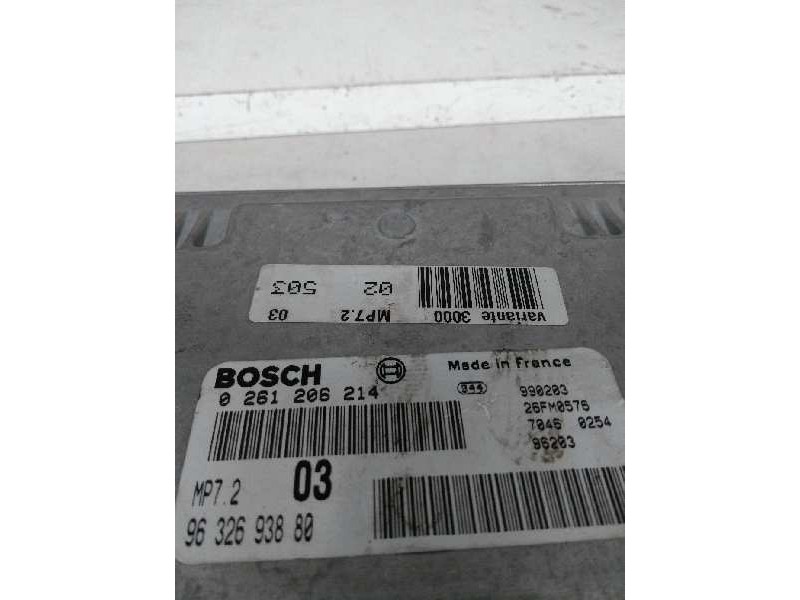 503 02
03 MP7.2 variante 3000
BOSCH
Made in France
0 261 206 214
990203
26FM0575
7046 0254
96203
MP7.2 03
96 326 938 80